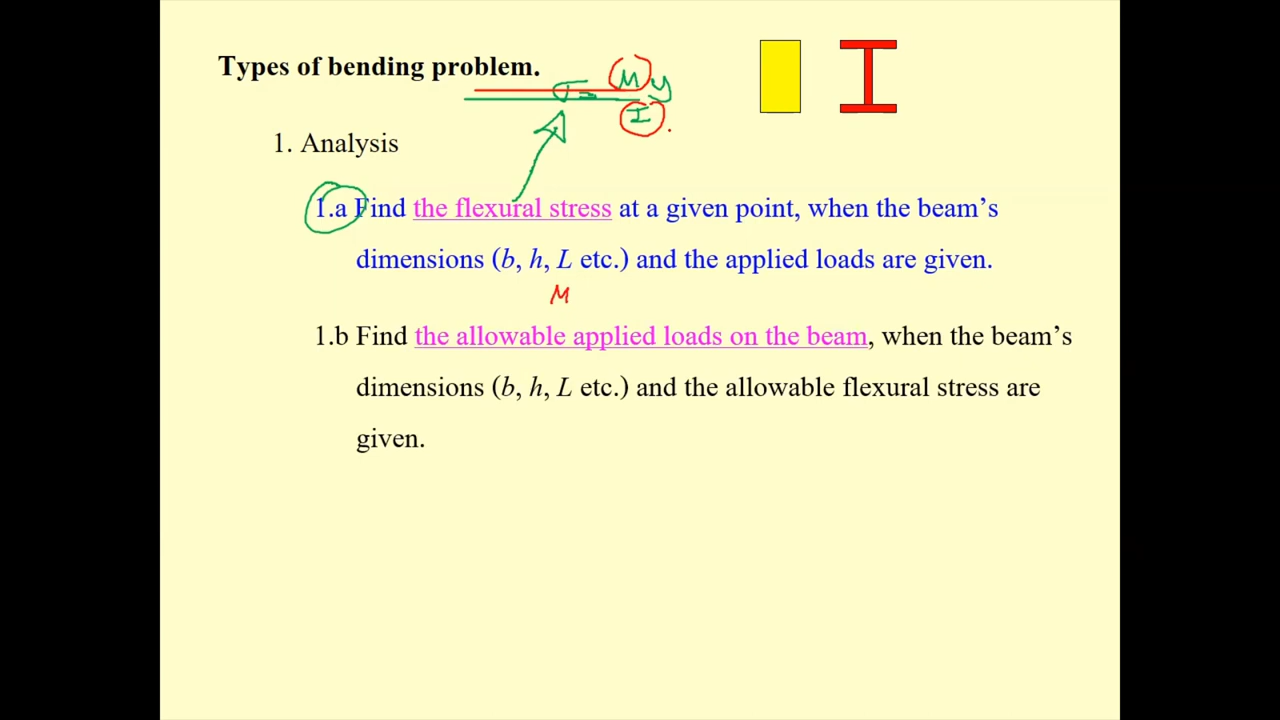 Types of bending problem.
σ = M y
I
1. Analysis
1.a Find the flexural stress at a given point, when the beam’s
dimensions (b, h, L etc.) and the applied loads are given.
M
1.b Find the allowable applied loads on the beam, when the beam’s
dimensions (b, h, L etc.) and the allowable flexural stress are
given.